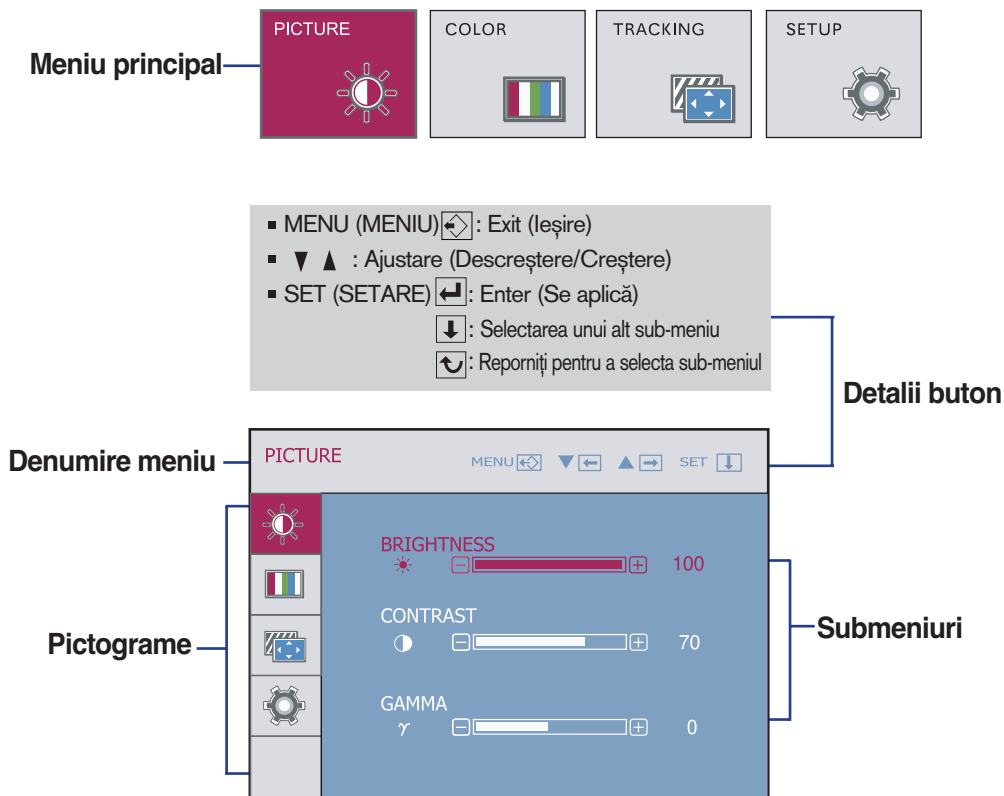 PICTURE
COLOR
TRACKING
SETUP
Meniu principal
MENU (MENIU) : Exit (Ieșire)
: Ajustare (Descreștere/Creștere)
SET (SETARE) : Enter (Se aplică)
: Selectarea unui alt sub-meniu
: Reporniți pentru a selecta sub-meniul
Detalii buton
Denumire meniu
PICTURE
MENU
SET
BRIGHTNESS
100
CONTRAST
70
GAMMA
γ
0
Pictograme
Submeniuri